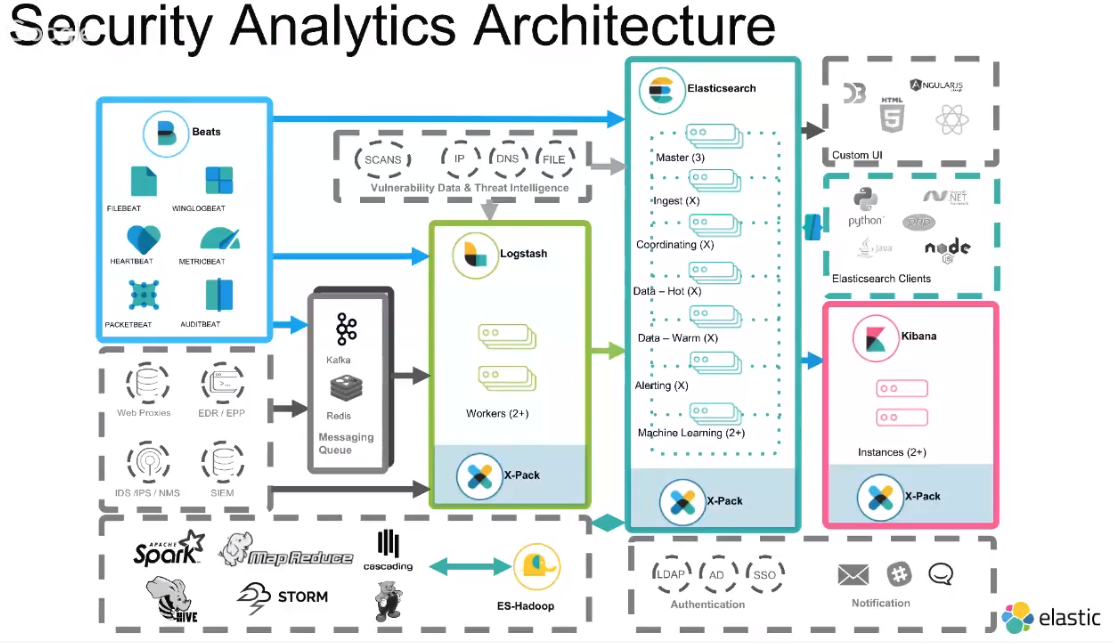 Security Analytics Architecture
Google
Beats
FILEBEAT
WINLOGBEAT
HEARTBEAT
METRICBEAT
PACKETBEAT
AUDITBEAT
SCANS
IP
DNS
FILE
Vulnerability Data & Threat Intelligence
Web Proxies
EDR / EPP
IDS /IPS / NMS
SIEM
Kafka
Redis
Messaging
Queue
Logstash
Workers (2+)
X-Pack
Elasticsearch
Master (3)
Ingest (X)
Coordinating (X)
Data – Hot (X)
Data – Warm (X)
Alerting (X)
Machine Learning (2+)
X-Pack
D3
HTML
5
ANGULARJS
Custom UI
python
.NET
php
Java
node
JS
Elasticsearch Clients
Kibana
Instances (2+)
X-Pack
APACHE
Spark
MapReduce
cascading
HIVE
STORM
ES-Hadoop
LDAP
AD
SSO
Authentication
Notification
elastic